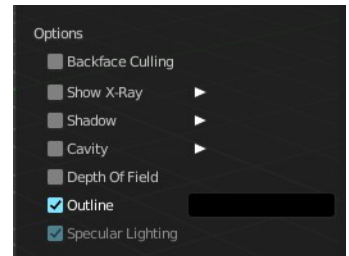 Options
Backface Culling
Show X-Ray
Shadow
Cavity
Depth Of Field
Outline
Specular Lighting